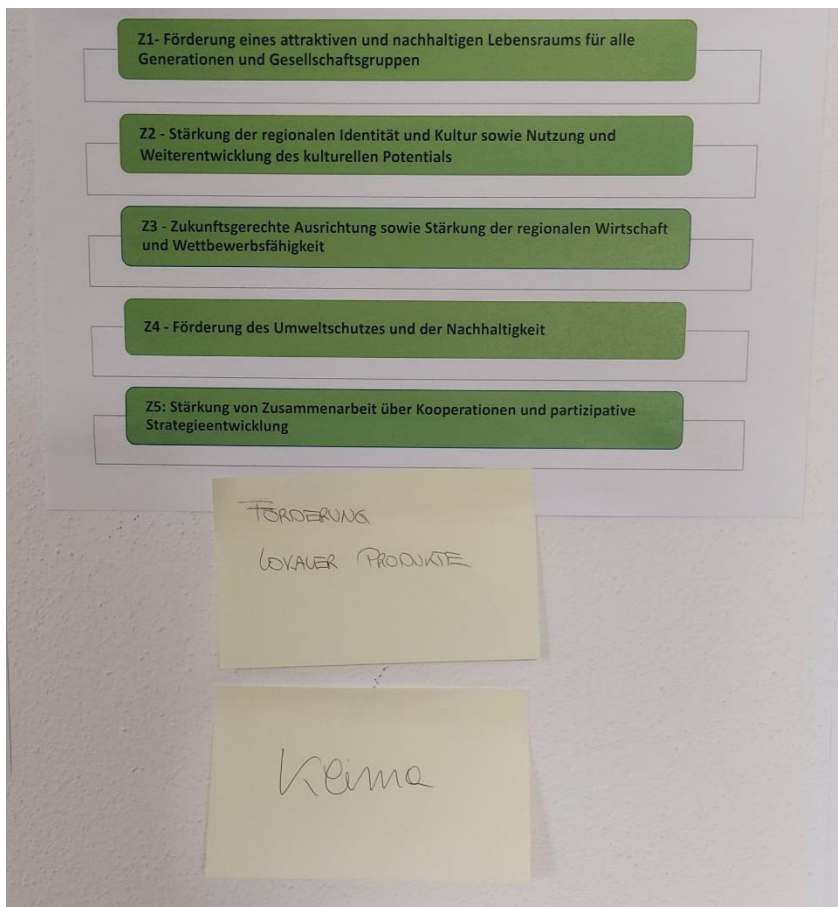 Z1- Förderung eines attraktiven und nachhaltigen Lebensraums für alle
Generationen und Gesellschaftsgruppen
Z2 - Stärkung der regionalen Identität und Kultur sowie Nutzung und
Weiterentwicklung des kulturellen Potentials
Z3 - Zukunftsgerechte Ausrichtung sowie Stärkung der regionalen Wirtschaft
und Wettbewerbsfähigkeit
Z4 - Förderung des Umweltschutzes und der Nachhaltigkeit
Z5: Stärkung von Zusammenarbeit über Kooperationen und partizipative
Strategieentwicklung
FÖRDERUNG
LOKALER PRODUKTE
Klima